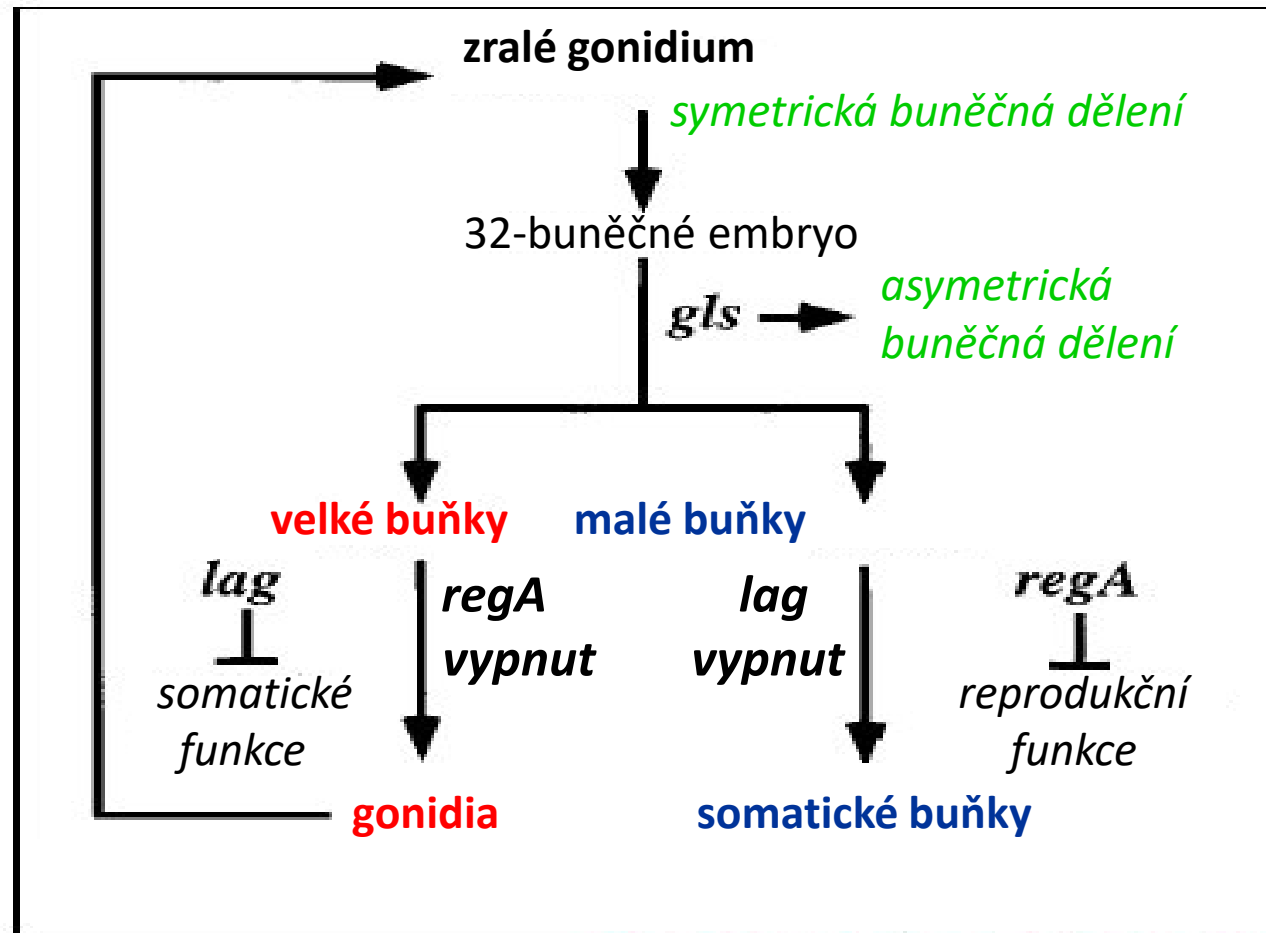 zralé gonidium
symetrická buněčná dělení
32-buněčné embryo
gls
asymetrická
buněčná dělení
velké buňky
malé buňky
lag
somatické
funkce
regA
vypnut
lag
vypnut
regA
reprodukční
funkce
gonidia
somatické buňky